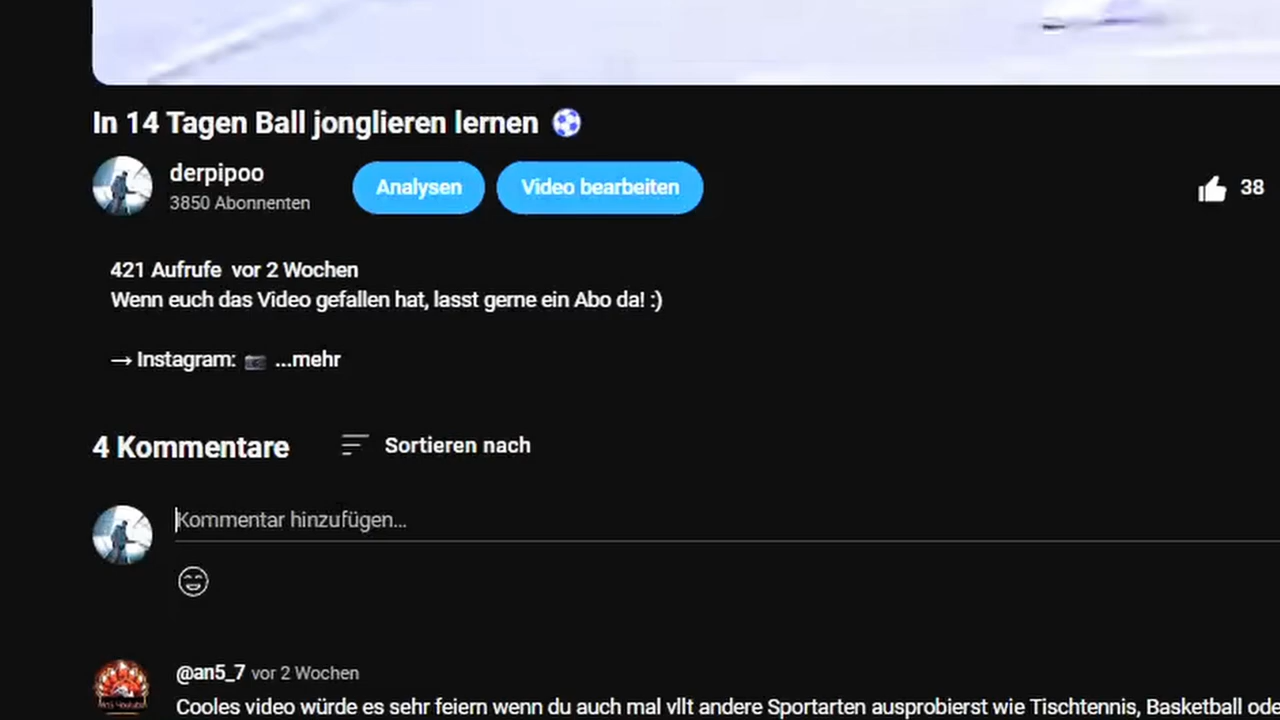 In 14 Tagen Ball jonglieren lernen ⚽
derpipoo
3850 Abonnenten
Analysen
Video bearbeiten
38
421 Aufrufe vor 2 Wochen
Wenn euch das Video gefallen hat, lasst gerne ein Abo da! :)
→ Instagram: 📷 ...mehr
4 Kommentare
Sortieren nach
Kommentar hinzufügen...
@an5_7 vor 2 Wochen
Cooles video würde es sehr feiern wenn du auch mal vllt andere Sportarten ausprobierst wie Tischtennis, Basketball ode